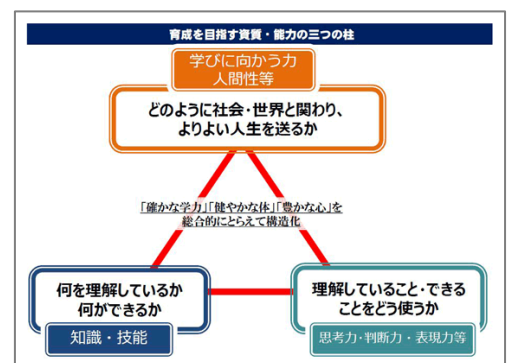 育成を目指す資質・能力の三つの柱
学びに向かう力
人間性等
どのように社会・世界と関わり、
よりよい人生を送るか
「確かな学力」「健やかな体」「豊かな心」を
総合的にとらえて構造化
何を理解しているか
何ができるか
知識・技能
理解していること・できる
ことをどう使うか
思考力・判断力・表現力等